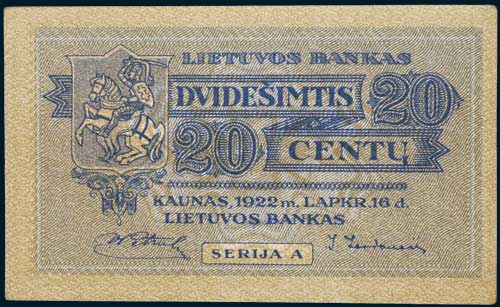 LIETUVOS BANKAS
DVIDEŠIMTIS 20
20 CENTŲ
KAUNAS, 1922 m. LAPKR. 16 d.
LIETUVOS BANKAS
SERIJA A